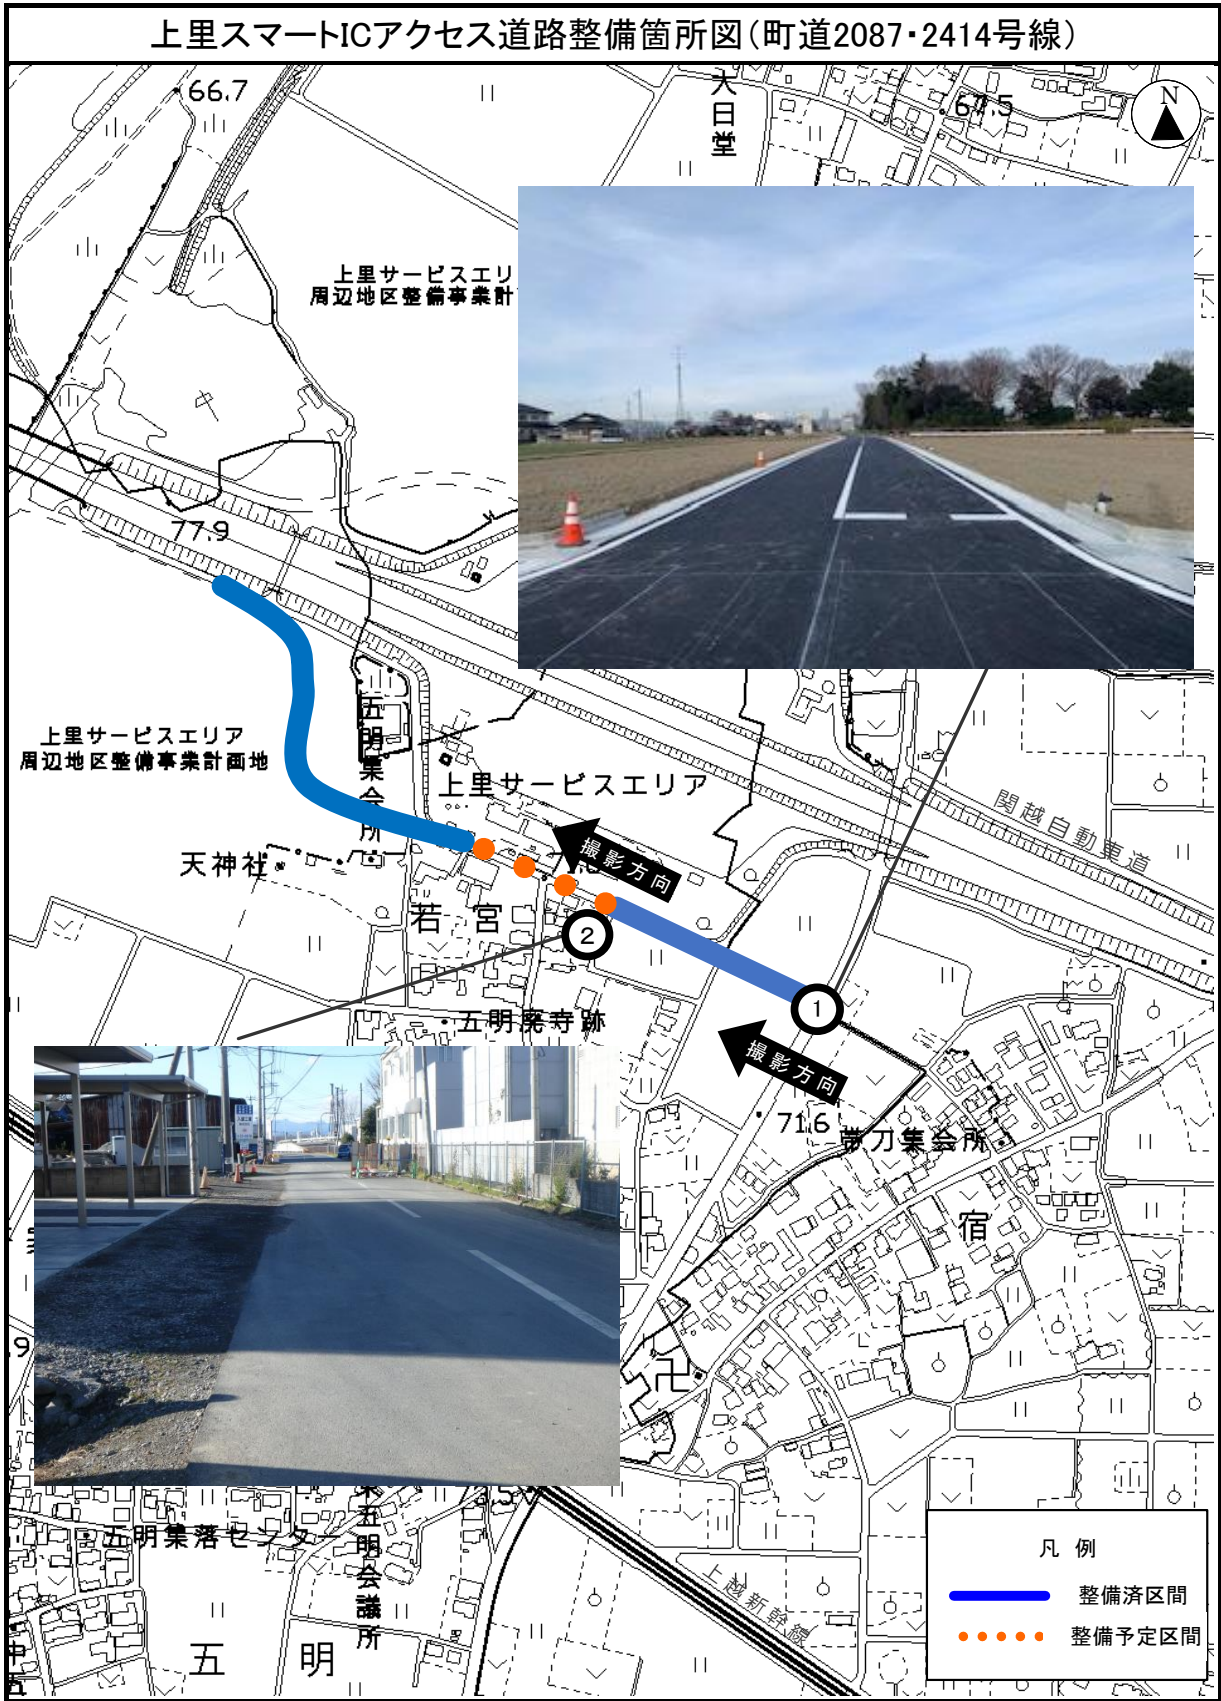 上里スマートICアクセス道路整備箇所図(町道2087・2414号線)
66.7
大日堂
67.5
N
上里サービスエリ
周辺地区整備事業計
77.9
五明集会所
上里サービスエリア
周辺地区整備事業計画地
上里サービスエリア
関越自動車道
天神社
撮影方向
若宮
2
1
五明廃寺跡
撮影方向
71.6
帯刀集会所
宿
.9
東五明会議所
五明集落センター
上越新幹線
五明
凡例
整備済区間
整備予定区間